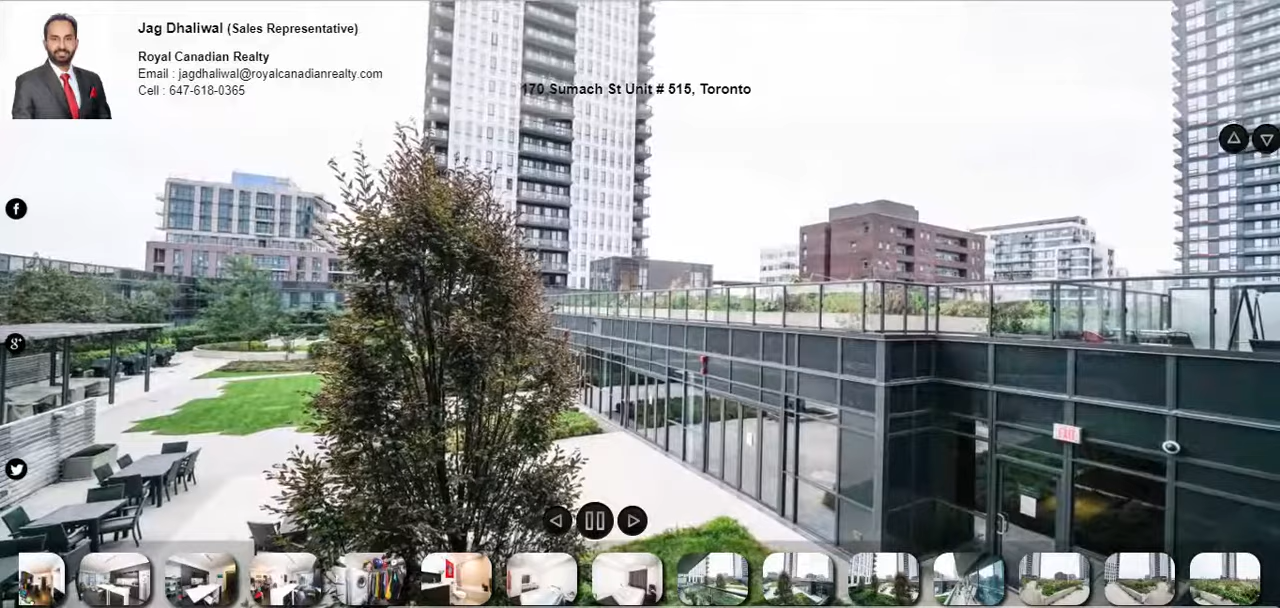 Jag Dhaliwal (Sales Representative)
Royal Canadian Realty
Email : jagdhaliwal@royalcanadianrealty.com
Cell : 647-618-0365
170 Sumach St Unit # 515, Toronto
EXIT